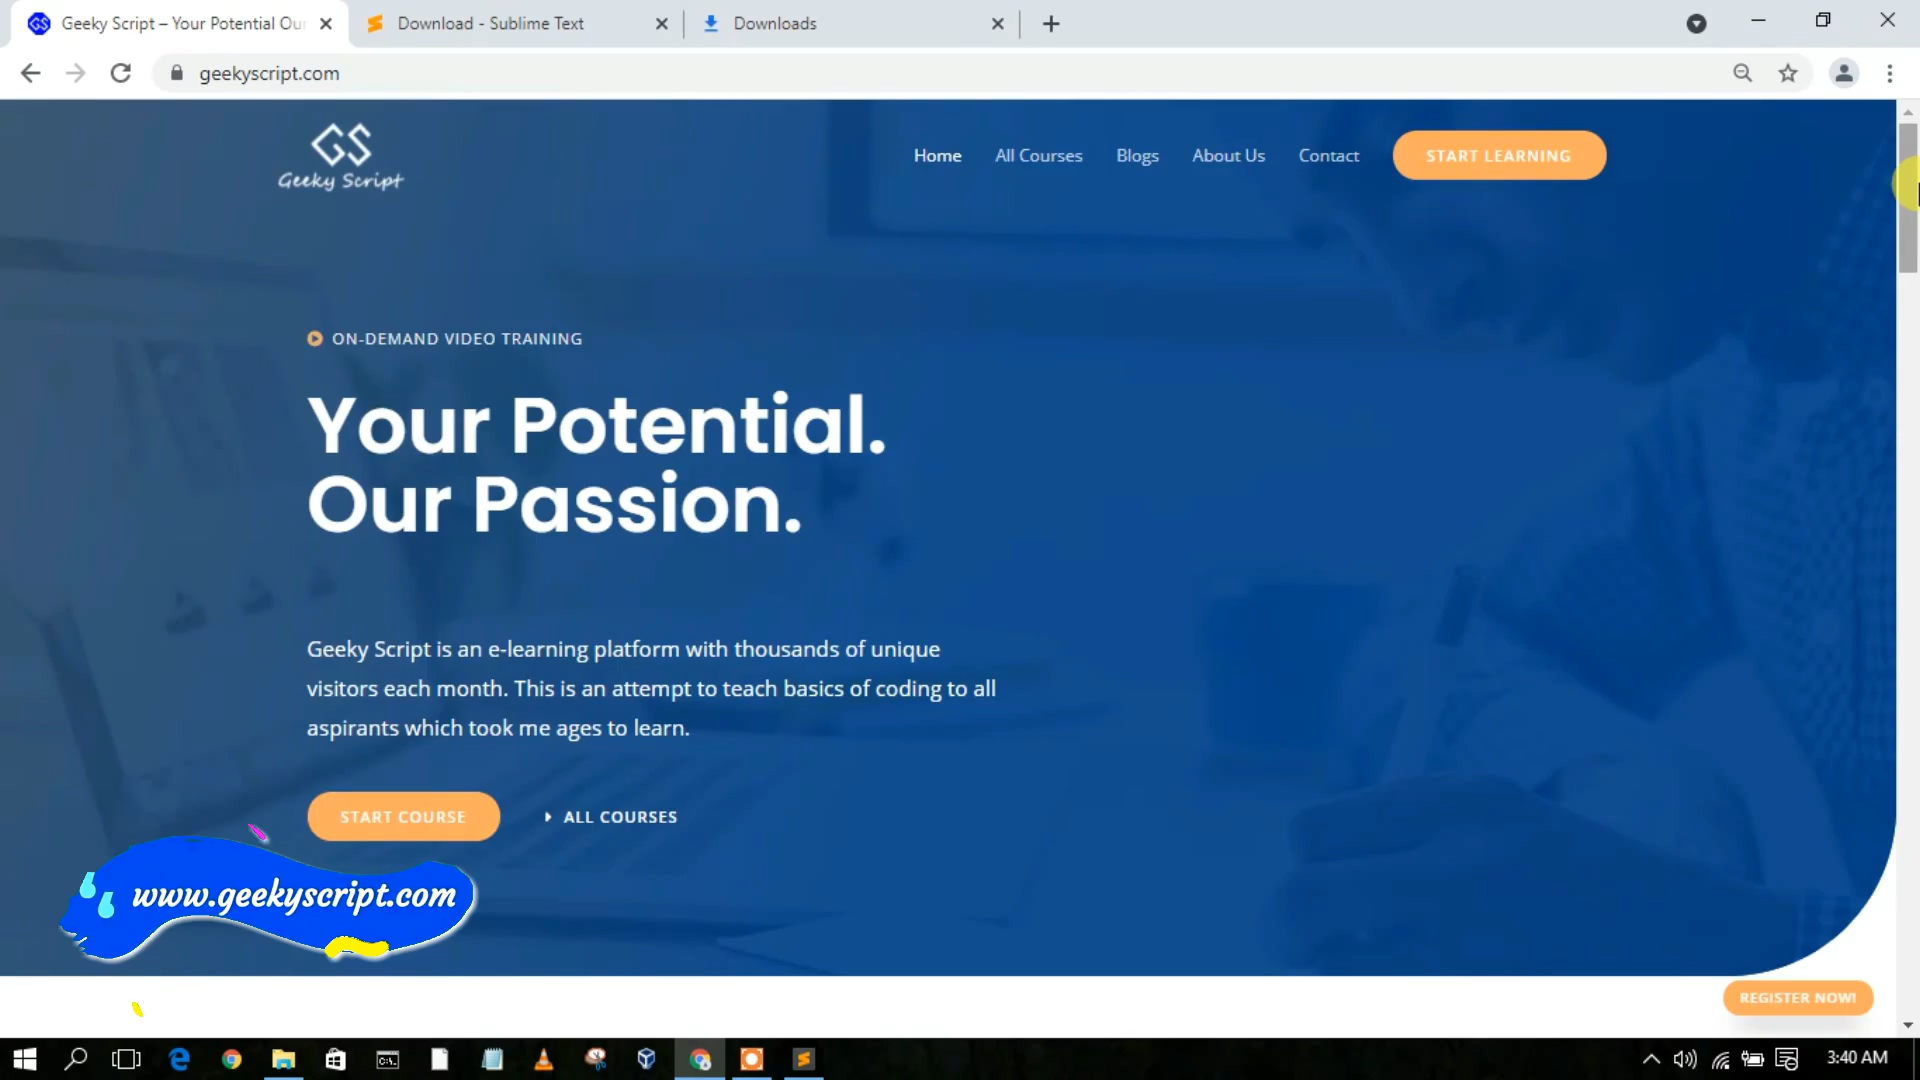 Geeky Script – Your Potential Our
Download - Sublime Text
Downloads
geekyscript.com
GS
Geeky Script
Home
All Courses
Blogs
About Us
Contact
START LEARNING
ON-DEMAND VIDEO TRAINING
Your Potential.
Our Passion.
Geeky Script is an e-learning platform with thousands of unique
visitors each month. This is an attempt to teach basics of coding to all
aspirants which took me ages to learn.
START COURSE
ALL COURSES
www.geekyscript.com
REGISTER NOW!
3:40 AM